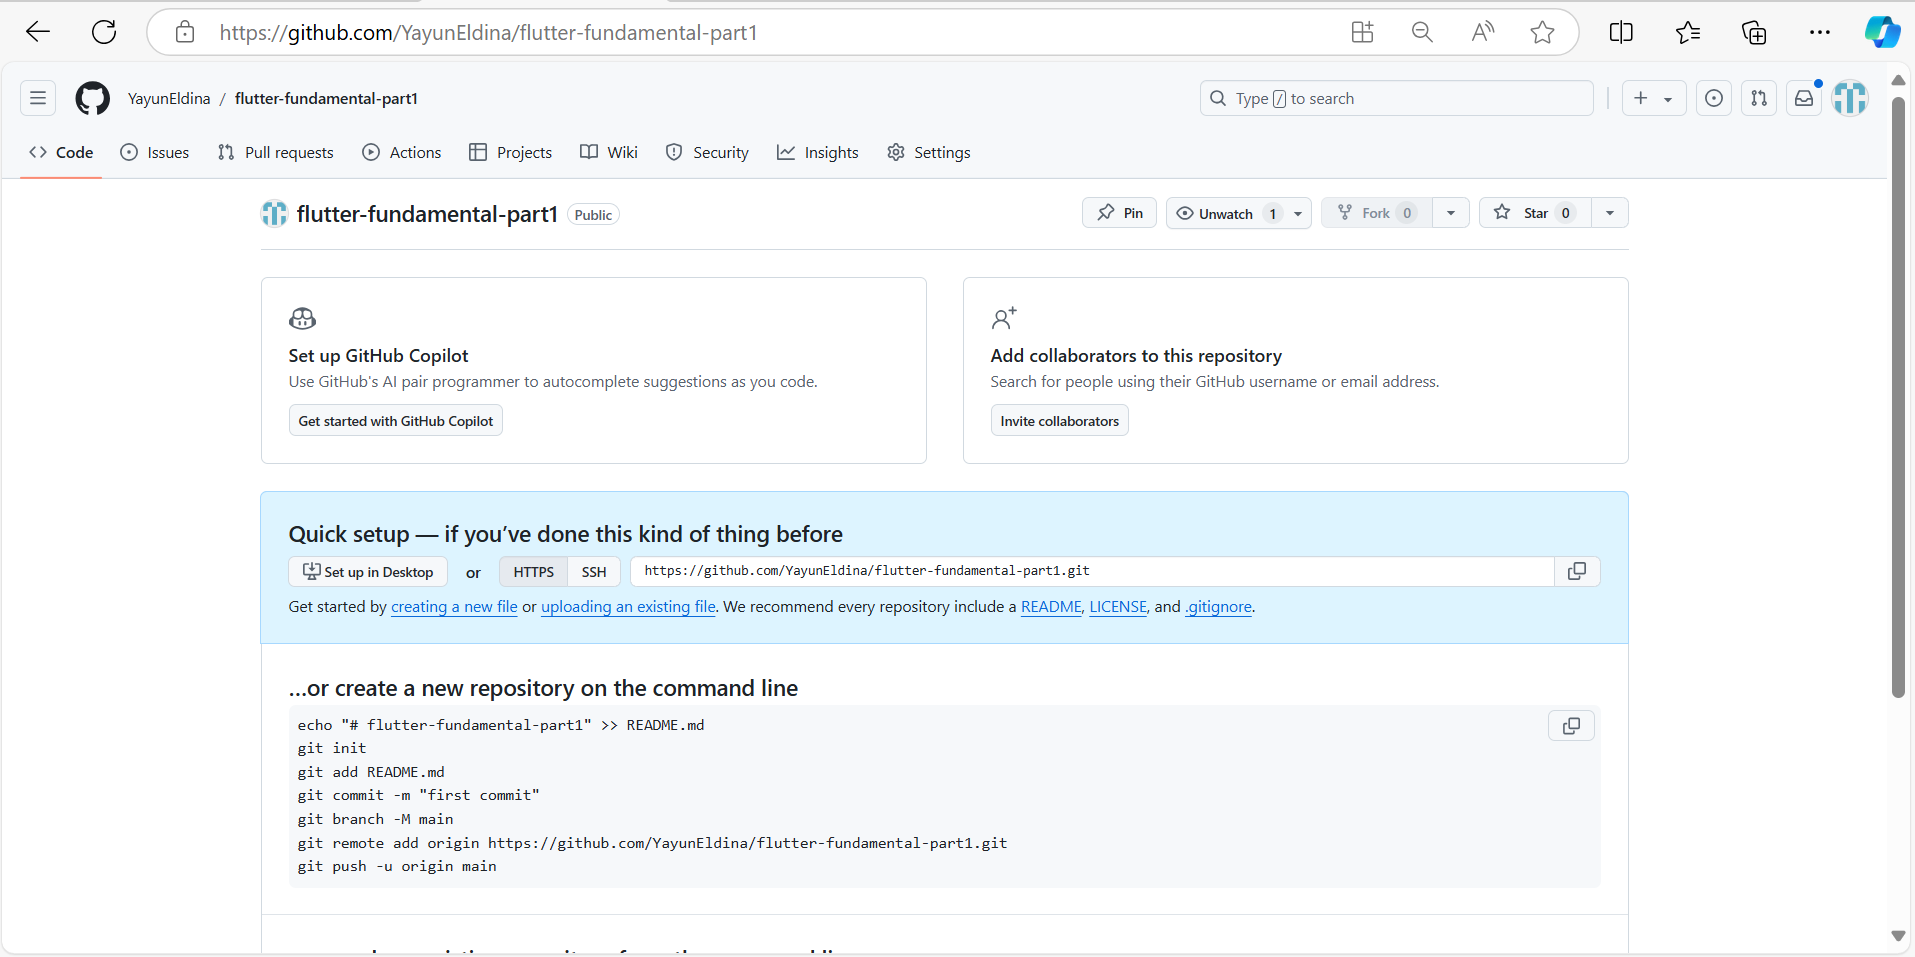 https://github.com/YayunEldina/flutter-fundamental-part1
YayunEldina / flutter-fundamental-part1
Type / to search
Code Issues Pull requests Actions Projects Wiki Security Insights Settings
flutter-fundamental-part1 Public
Pin Unwatch 1 Fork 0 Star 0
Set up GitHub Copilot
Use GitHub's AI pair programmer to autocomplete suggestions as you code.
Get started with GitHub Copilot
Add collaborators to this repository
Search for people using their GitHub username or email address.
Invite collaborators
Quick setup — if you’ve done this kind of thing before
Set up in Desktop or HTTPS SSH https://github.com/YayunEldina/flutter-fundamental-part1.git
Get started by creating a new file or uploading an existing file. We recommend every repository include a README, LICENSE, and .gitignore.
...or create a new repository on the command line
echo "# flutter-fundamental-part1" >> README.md
git init
git add README.md
git commit -m "first commit"
git branch -M main
git remote add origin https://github.com/YayunEldina/flutter-fundamental-part1.git
git push -u origin main